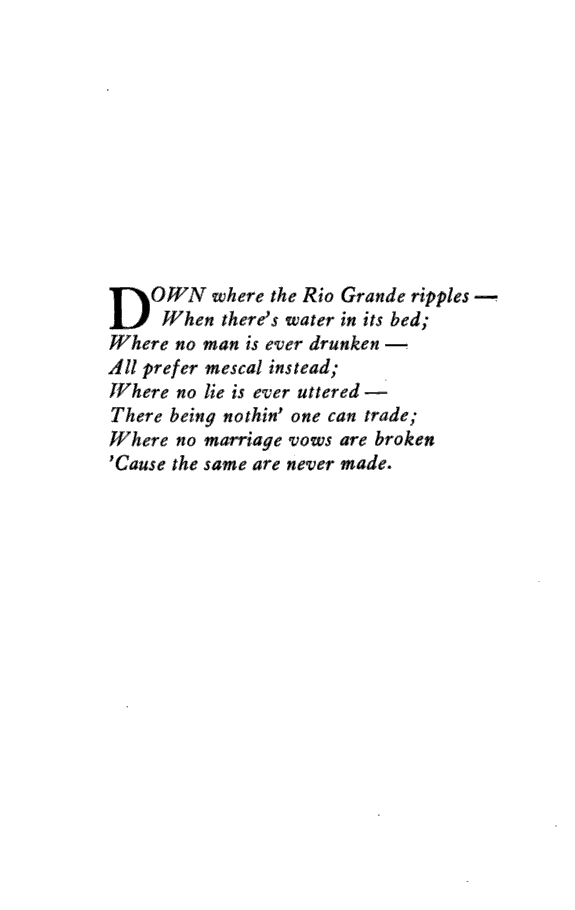 DOWN where the Rio Grande ripples —
When there's water in its bed;
Where no man is ever drunken —
All prefer mescal instead;
Where no lie is ever uttered —
There being nothin' one can trade;
Where no marriage vows are broken
'Cause the same are never made.